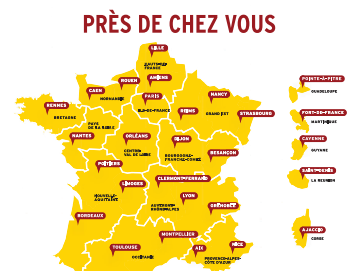 PRÈS DE CHEZ VOUS
LILLE
HAUTS-DE-
FRANCE
AMIENS
ROUEN
CAEN
NORMANDIE
PARIS
ILE-DE-FRANCE
REIMS
NANCY
GRAND EST
STRASBOURG
RENNES
BRETAGNE
NANTES
PAYS
DE LA LOIRE
ORLÉANS
CENTRE-
VAL DE LOIRE
DIJON
BOURGOGNE-
FRANCHE-COMTÉ
BESANÇON
POITIERS
LIMOGES
NOUVELLE-
AQUITAINE
CLERMONT-FERRAND
LYON
AUVERGNE-
RHÔNE-ALPES
GRENOBLE
BORDEAUX
TOULOUSE
OCCITANIE
MONTPELLIER
AIX
NICE
PROVENCE-ALPES-
CÔTE D'AZUR
POINTE-À-PITRE
GUADELOUPE
FORT-DE-FRANCE
MARTINIQUE
CAYENNE
GUYANE
SAINT-DENIS
LA RÉUNION
AJACCIO
CORSE